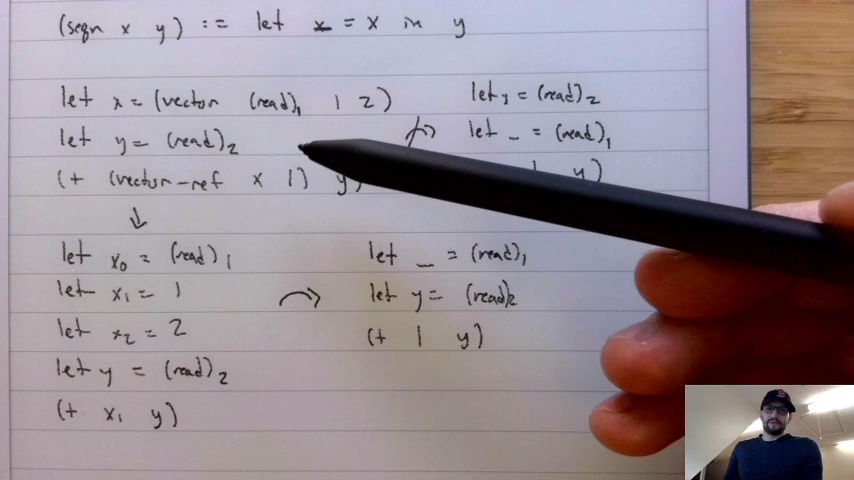 (seqn x y) := let _ = x in y
let x = (vector (read)₁ 1 2)
let y = (read)₂
(+ (vector-ref x 1) y)
↓
let x₀ = (read)₁
let x₁ = 1
let x₂ = 2
let y = (read)₂
(+ x₁ y)
let y = (read)₂
let _ = (read)₁
1 y)
let _ = (read)₁
let y = (read)₂
(+ 1 y)